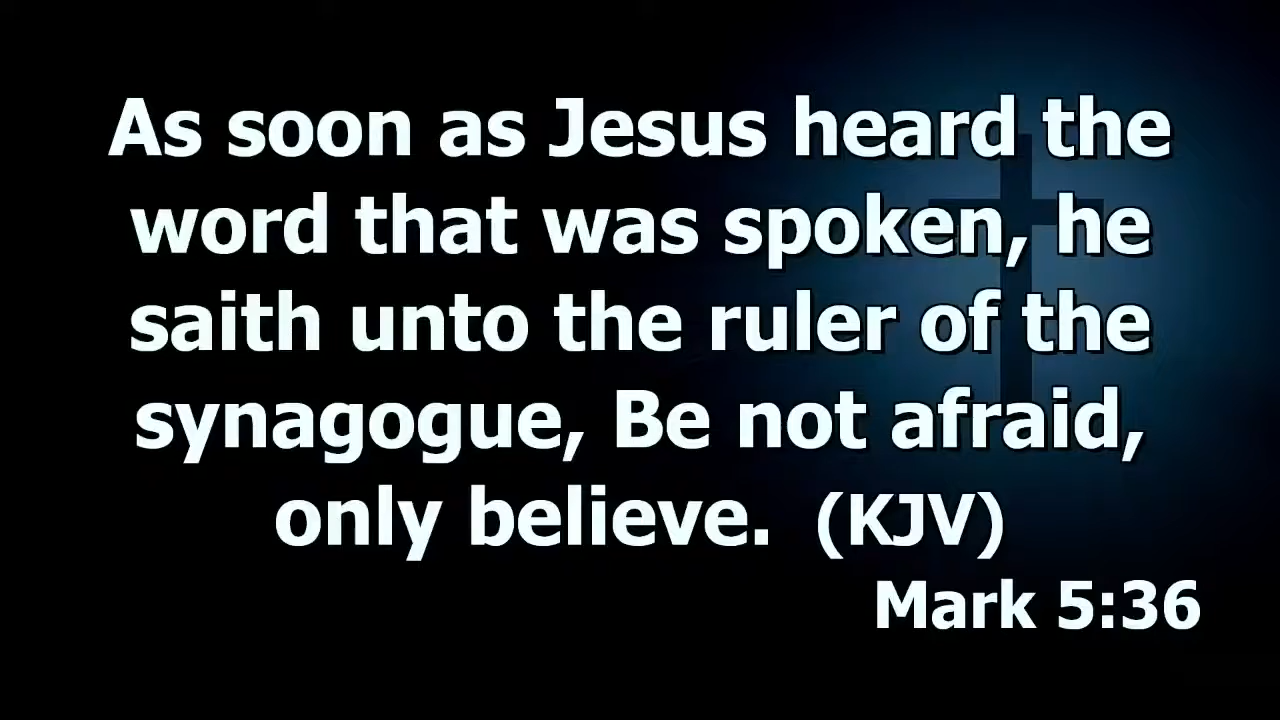 As soon as Jesus heard the
word that was spoken, he
saith unto the ruler of the
synagogue, Be not afraid,
only believe. (KJV)
Mark 5:36